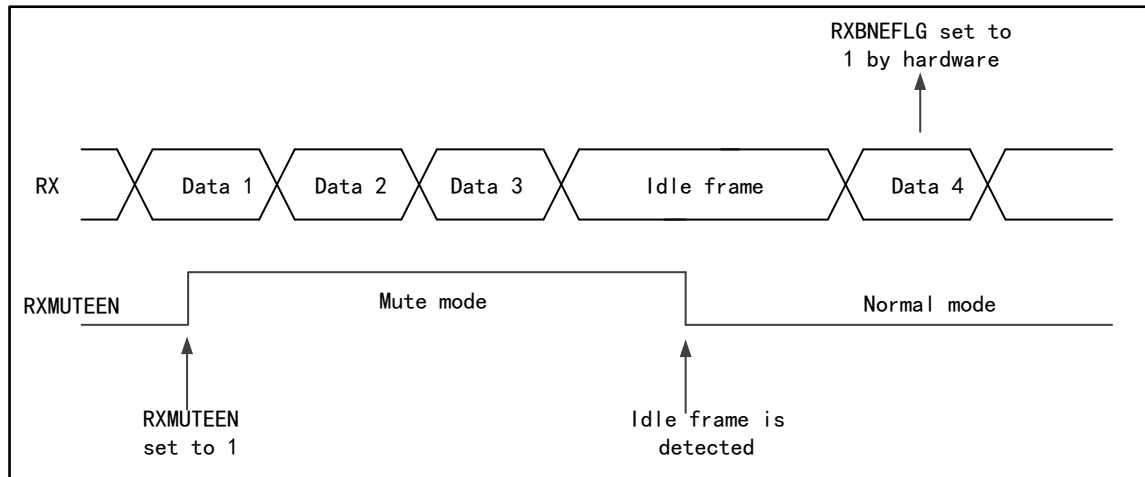 RXBNEFLG set to
1 by hardware
RX
Data 1
Data 2
Data 3
Idle frame
Data 4
RXMUTEEN
Mute mode
Normal mode
RXMUTEEN
set to 1
Idle frame is
detected